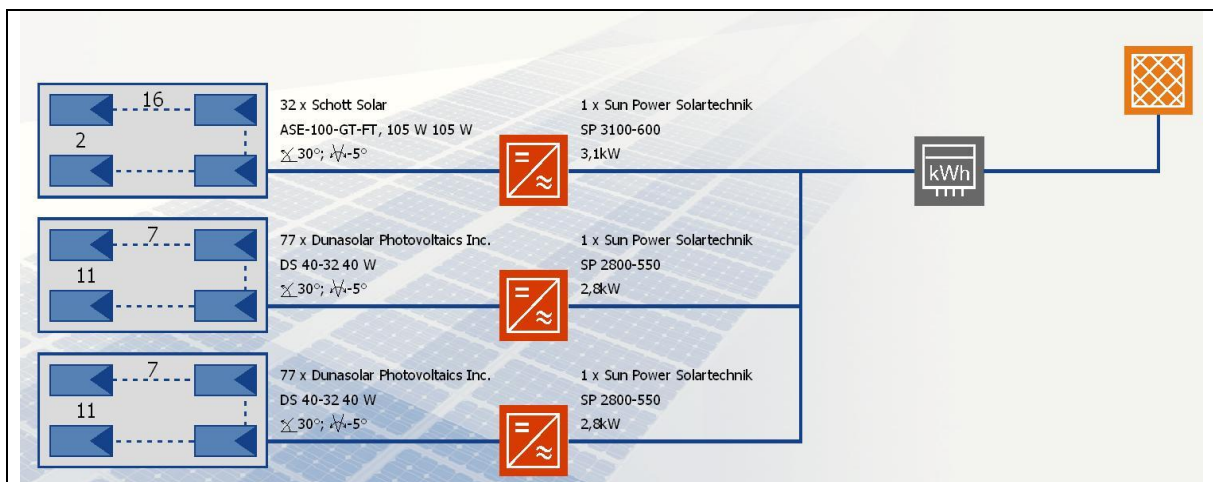 16
2
32 x Schott Solar
ASE-100-GT-FT, 105 W 105 W
30°; -5°
1 x Sun Power Solartechnik
SP 3100-600
3,1kW
kWh
7
11
77 x Dunasolar Photovoltaics Inc.
DS 40-32 40 W
30°; -5°
1 x Sun Power Solartechnik
SP 2800-550
2,8kW
7
11
77 x Dunasolar Photovoltaics Inc.
DS 40-32 40 W
30°; -5°
1 x Sun Power Solartechnik
SP 2800-550
2,8kW